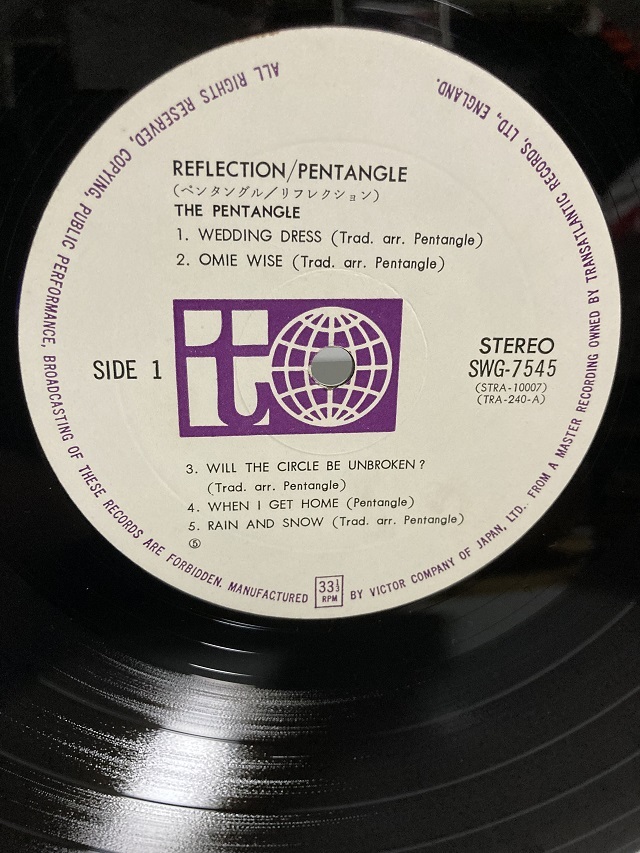 REFLECTION/PENTANGLE
(ペンタングル/リフレクション)
THE PENTANGLE
1. WEDDING DRESS (Trad. arr. Pentangle)
2. OMIE WISE (Trad. arr. Pentangle)
SIDE 1
it
STEREO
SWG-7545
(STRA-10007)
(TRA-240-A)
3. WILL THE CIRCLE BE UNBROKEN?
(Trad. arr. Pentangle)
4. WHEN I GET HOME (Pentangle)
5. RAIN AND SNOW (Trad. arr. Pentangle)
ALL RIGHTS RESERVED, COPYING, PUBLIC PERFORMANCE, BROADCASTING OF THESE RECORDS ARE FORBIDDEN. MANUFACTURED
33⅓
RPM
BY VICTOR COMPANY OF JAPAN, LTD., FROM A MASTER RECORDING OWNED BY TRANSATLANTIC RECORDS, LTD, ENGLAND.